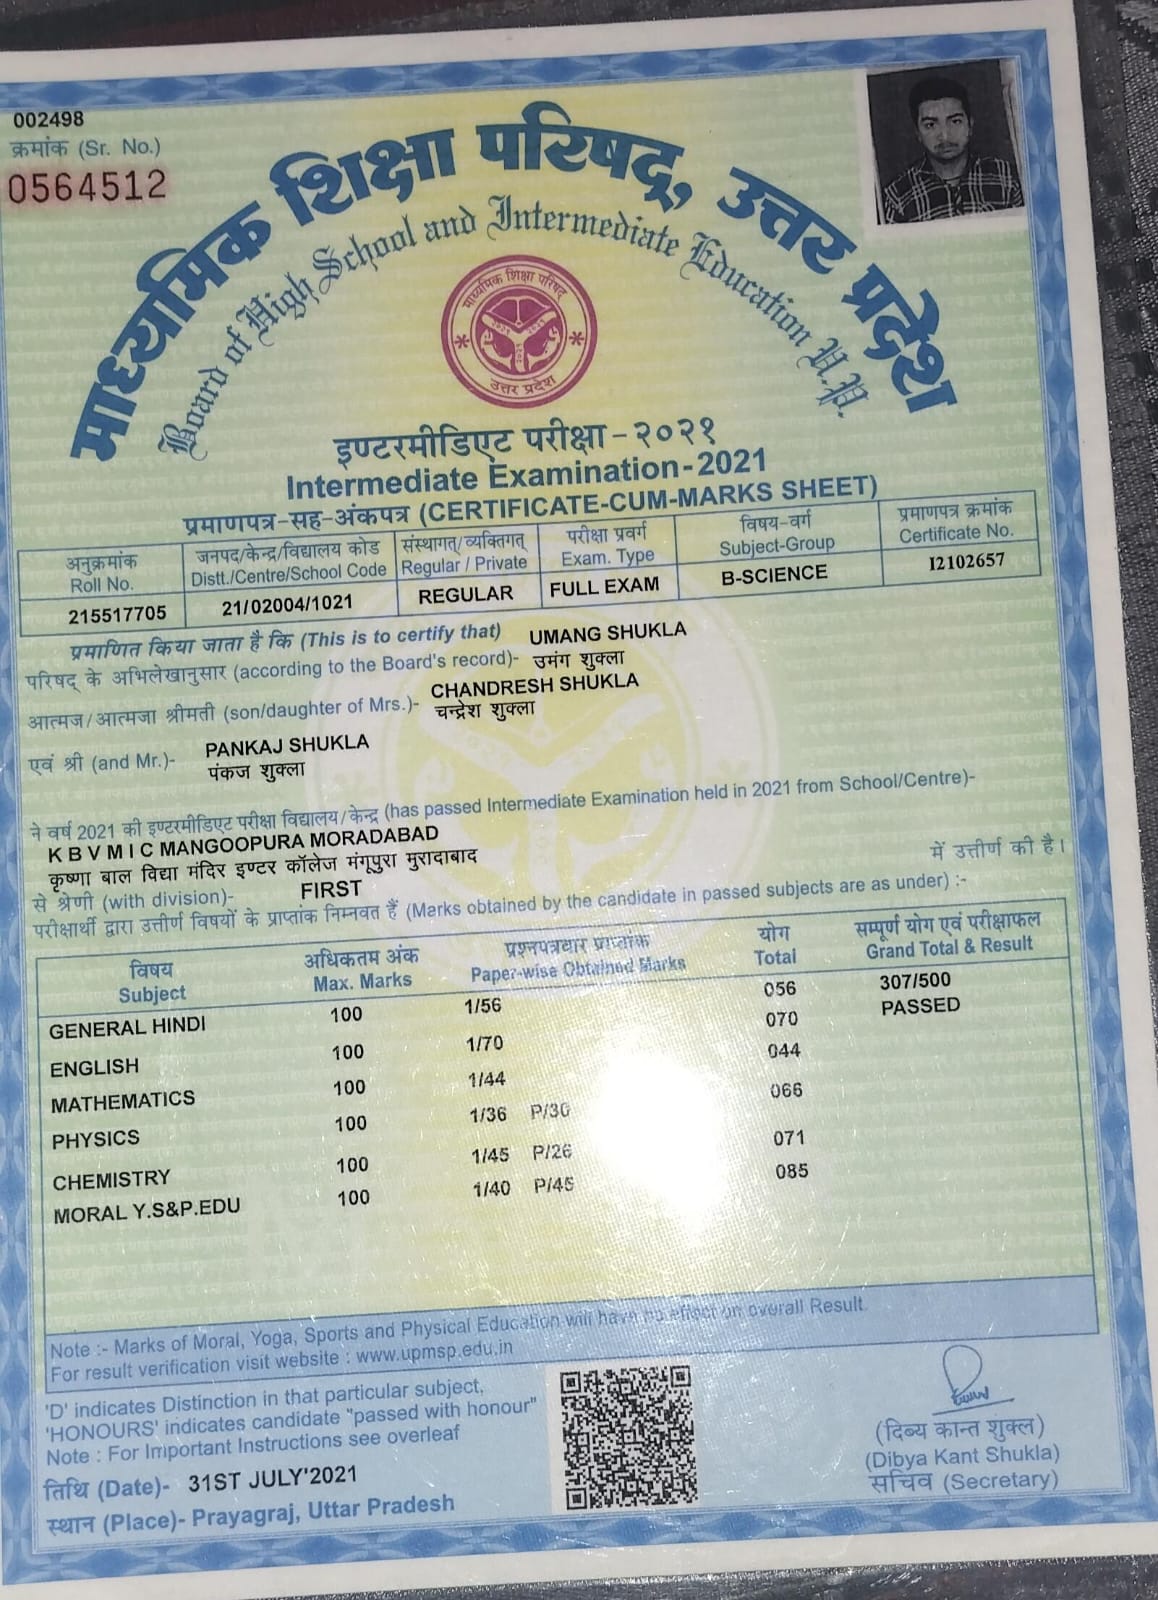 002498
क्रमांक (Sr. No.)
0564512
माध्यमिक शिक्षा परिषद्, उत्तर प्रदेश
Board of High School and Intermediate Education U.P.
माध्यमिक शिक्षा परिषद
उत्तर प्रदेश
इण्टरमीडिएट परीक्षा-२०२१
Intermediate Examination-2021
प्रमाणपत्र-सह-अंकपत्र (CERTIFICATE-CUM-MARKS SHEET)
अनुक्रमांक जनपद/केन्द्र/विद्यालय कोड संस्थागत/व्यक्तिगत् परीक्षा प्रवर्ग विषय-वर्ग प्रमाणपत्र क्रमांक
Roll No. Distt./Centre/School Code Regular / Private Exam. Type Subject-Group Certificate No.
215517705 21/02004/1021 REGULAR FULL EXAM B-SCIENCE I2102657
प्रमाणित किया जाता है कि (This is to certify that) UMANG SHUKLA
परिषद् के अभिलेखानुसार (according to the Board's record)- उमंग शुक्ला
CHANDRESH SHUKLA
आत्मज/आत्मजा श्रीमती (son/daughter of Mrs.)- चन्द्रेश शुक्ला
PANKAJ SHUKLA
एवं श्री (and Mr.)- पंकज शुक्ला
ने वर्ष 2021 की इण्टरमीडिएट परीक्षा विद्यालय/केन्द्र (has passed Intermediate Examination held in 2021 from School/Centre)-
K B V M I C MANGOOPURA MORADABAD
कृष्णा बाल विद्या मंदिर इण्टर कॉलेज मंगूपुरा मुरादाबाद में उत्तीर्ण की है।
से श्रेणी (with division)- FIRST
परीक्षार्थी द्वारा उत्तीर्ण विषयों के प्राप्तांक निम्नवत हैं (Marks obtained by the candidate in passed subjects are as under) :-
विषय अधिकतम अंक प्रश्नपत्रवार प्राप्तांक योग सम्पूर्ण योग एवं परीक्षाफल
Subject Max. Marks Paper-wise Obtained Marks Total Grand Total & Result
GENERAL HINDI 100 1/56 056 307/500
ENGLISH 100 1/70 070 PASSED
MATHEMATICS 100 1/44 044
PHYSICS 100 1/36 P/30 066
CHEMISTRY 100 1/45 P/26 071
MORAL Y.S&P.EDU 100 1/40 P/45 085
Note :- Marks of Moral, Yoga, Sports and Physical Education will have no effect on overall Result.
For result verification visit website : www.upmsp.edu.in
'D' indicates Distinction in that particular subject,
'HONOURS' indicates candidate "passed with honour"
Note : For Important Instructions see overleaf
तिथि (Date)- 31ST JULY'2021
स्थान (Place)- Prayagraj, Uttar Pradesh
(दिब्य कान्त शुक्ल)
(Dibya Kant Shukla)
सचिव (Secretary)